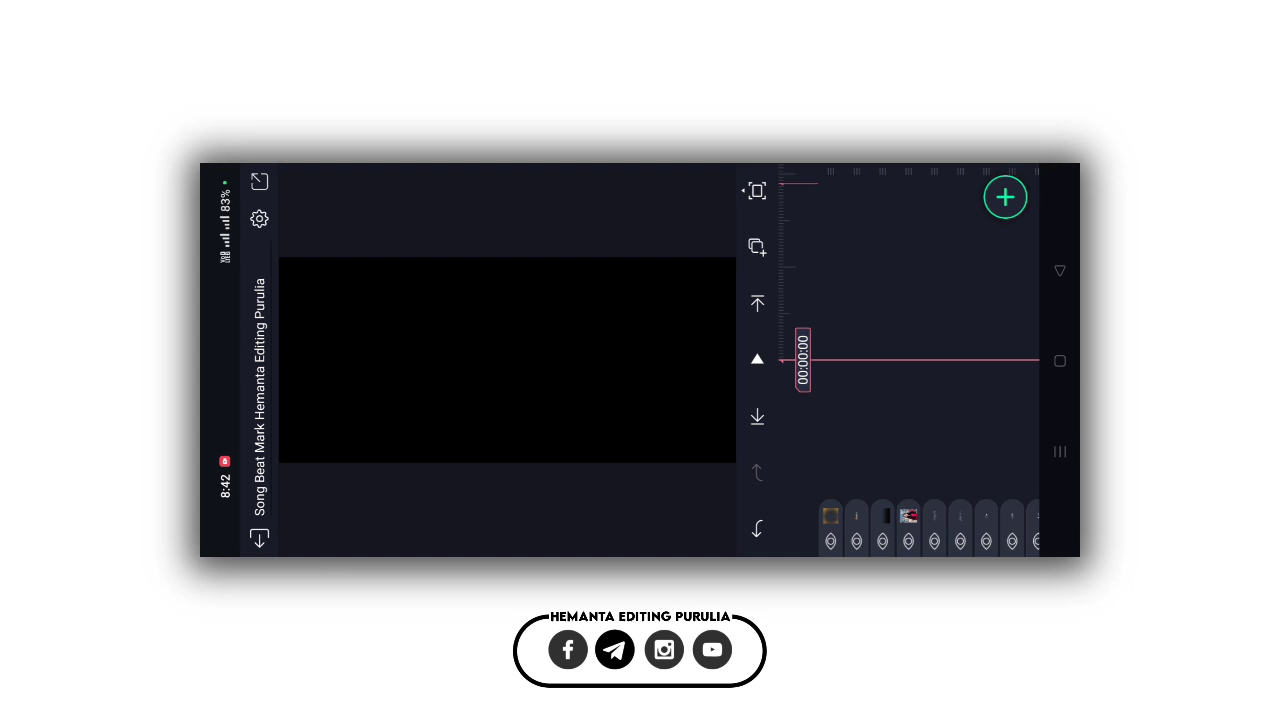 8:42
83%
Song Beat Mark Hemanta Editing Purulia
00:00:00
HEMANTA EDITING PURULIA